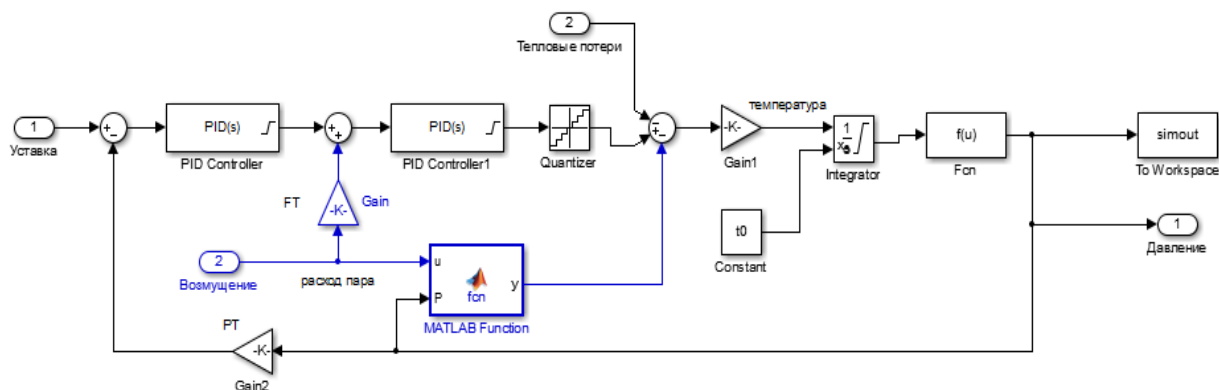 2
Тепловые потери
1
Уставка
PID(s)
PID Controller
PID(s)
PID Controller1
Quantizer
-K-
Gain1
температура
1
s
x0
Integrator
f(u)
Fcn
simout
To Workspace
FT
-K-
Gain
t0
Constant
1
Давление
2
Возмущение
расход пара
u
P
fcn
y
MATLAB Function
PT
-K-
Gain2